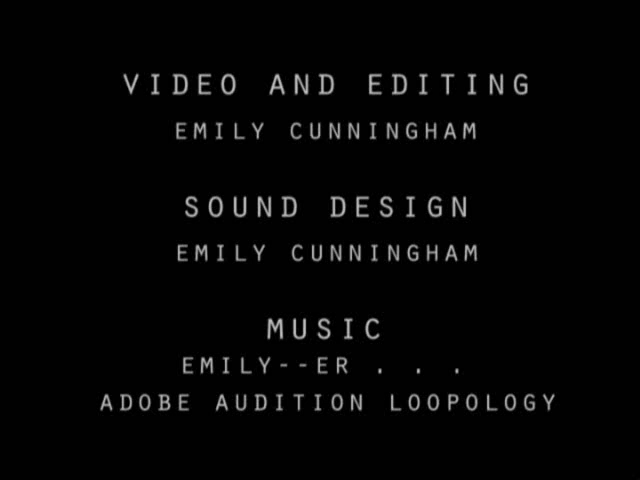 VIDEO AND EDITING
EMILY CUNNINGHAM
SOUND DESIGN
EMILY CUNNINGHAM
MUSIC
EMILY--ER . . .
ADOBE AUDITION LOOPOLOGY